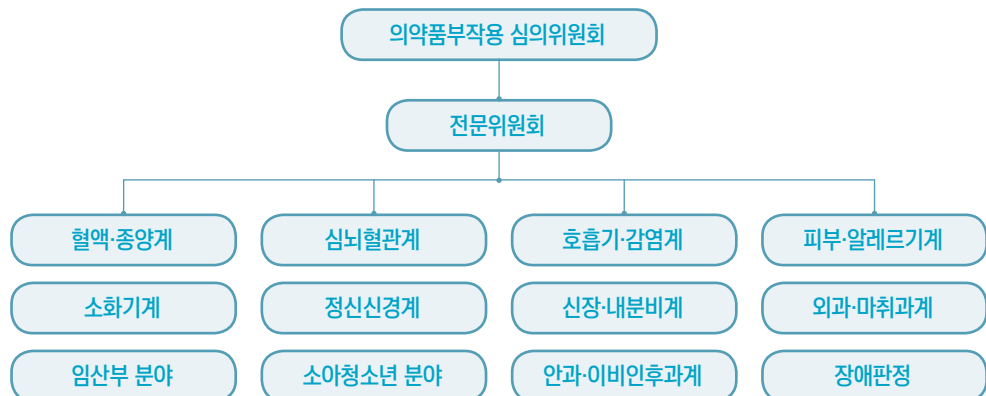 의약품부작용 심의위원회
전문위원회
혈액·종양계
심뇌혈관계
호흡기·감염계
피부·알레르기계
소화기계
정신신경계
신장·내분비계
외과·마취과계
임산부 분야
소아청소년 분야
안과·이비인후과계
장애판정